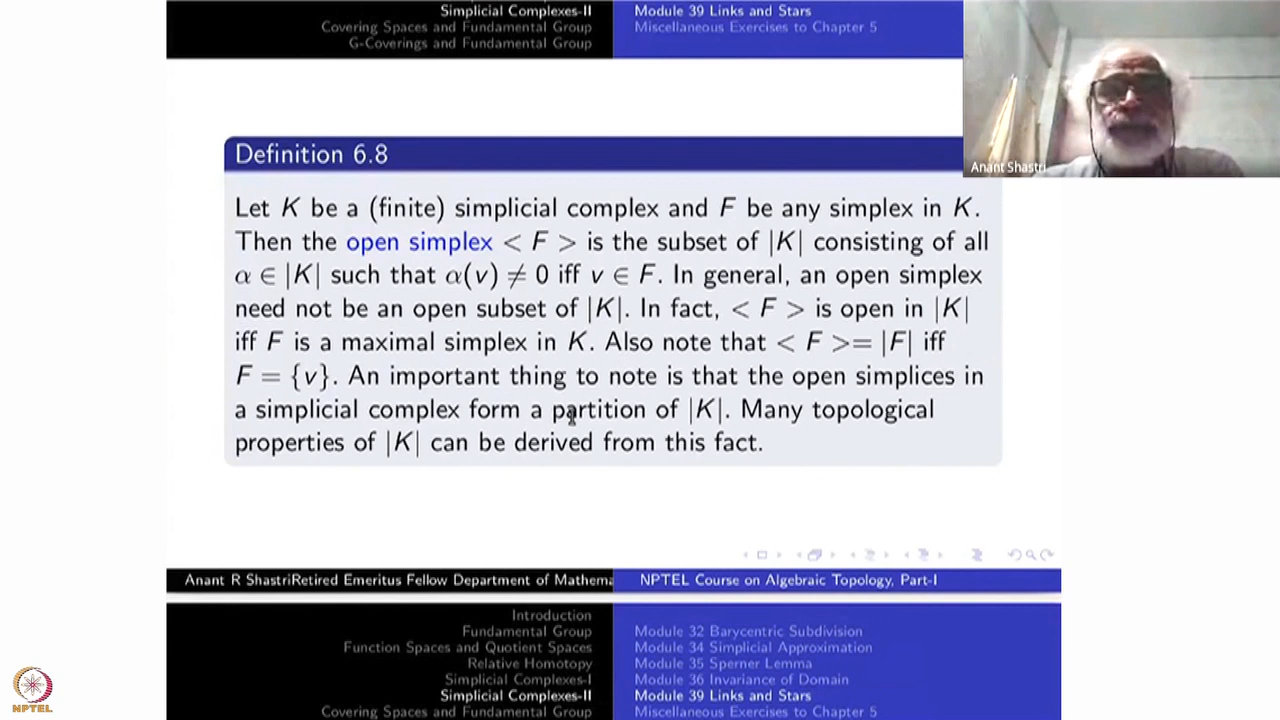 Simplicial Complexes-II
Covering Spaces and Fundamental Group
G-Coverings and Fundamental Group
Module 39 Links and Stars
Miscellaneous Exercises to Chapter 5
Anant Shastri
Definition 6.8
Let K be a (finite) simplicial complex and F be any simplex in K.
Then the open simplex < F > is the subset of |K| consisting of all
α ∈ |K| such that α(v) ≠ 0 iff v ∈ F. In general, an open simplex
need not be an open subset of |K|. In fact, < F > is open in |K|
iff F is a maximal simplex in K. Also note that < F >= |F| iff
F = {v}. An important thing to note is that the open simplices in
a simplicial complex form a partition of |K|. Many topological
properties of |K| can be derived from this fact.
Anant R ShastriRetired Emeritus Fellow Department of Mathema
NPTEL Course on Algebraic Topology, Part-I
Introduction
Fundamental Group
Function Spaces and Quotient Spaces
Relative Homotopy
Simplicial Complexes-I
Simplicial Complexes-II
Covering Spaces and Fundamental Group
Module 32 Barycentric Subdivision
Module 34 Simplicial Approximation
Module 35 Sperner Lemma
Module 36 Invariance of Domain
Module 39 Links and Stars
Miscellaneous Exercises to Chapter 5
NPTEL